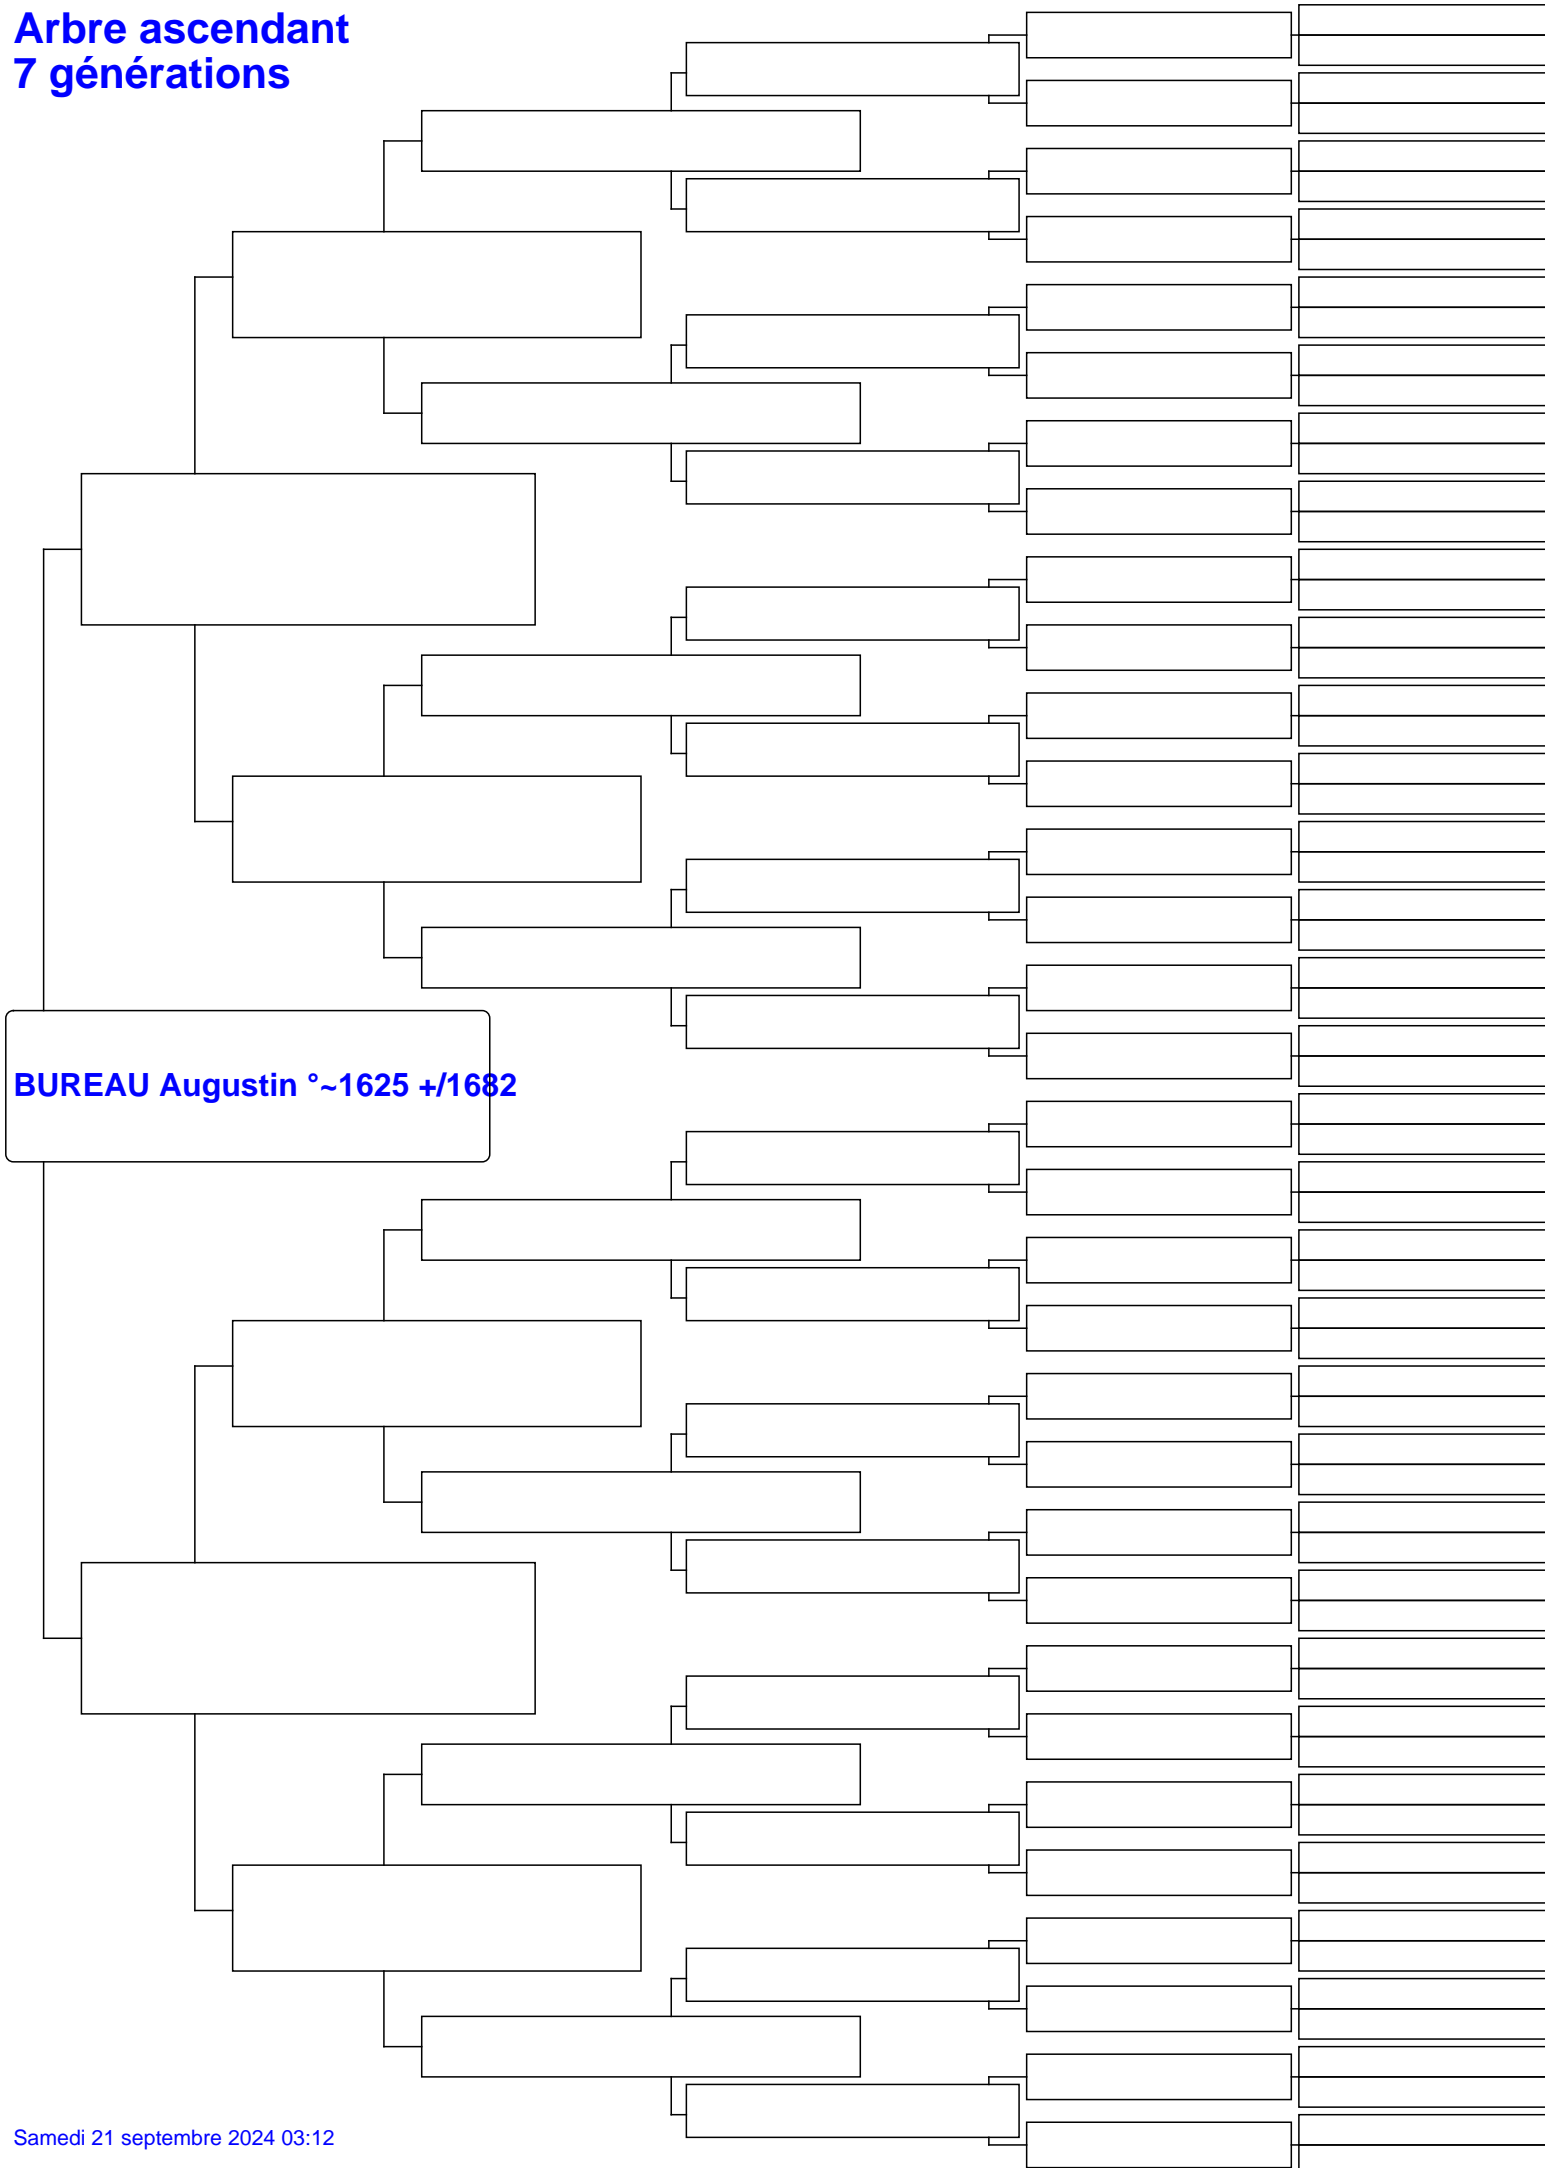 Arbre ascendant
7 générations
BUREAU Augustin °~1625 +/1682
Samedi 21 septembre 2024 03:12